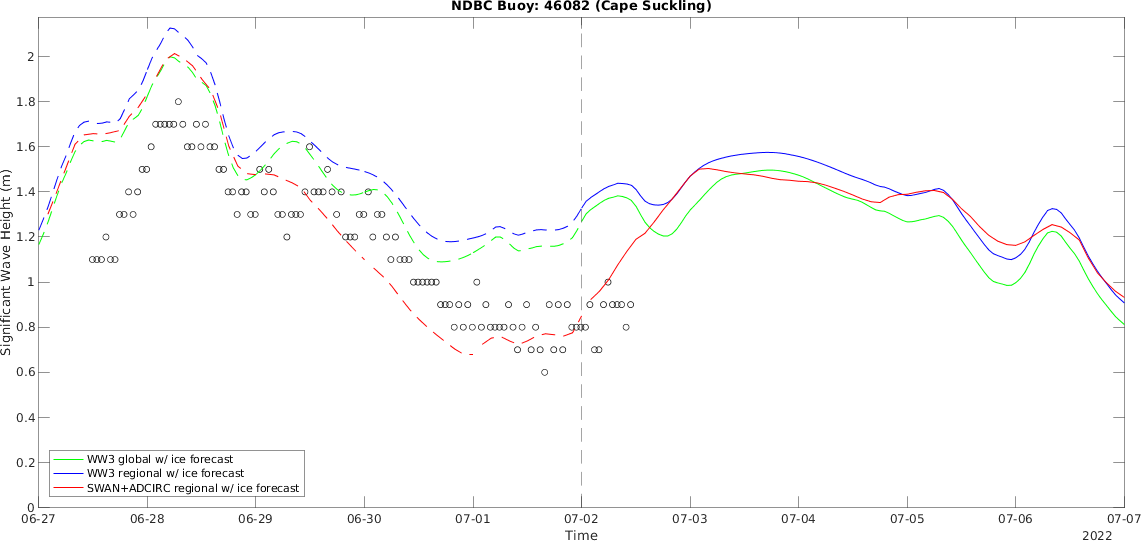 NDBC Buoy: 46082 (Cape Suckling)
Significant Wave Height (m)
2
1.8
1.6
1.4
1.2
1
0.8
0.6
0.4
0.2
0
WW3 global w/ ice forecast
WW3 regional w/ ice forecast
SWAN+ADCIRC regional w/ ice forecast
06-27 06-28 06-29 06-30 07-01 07-02 07-03 07-04 07-05 07-06 07-07
Time
2022